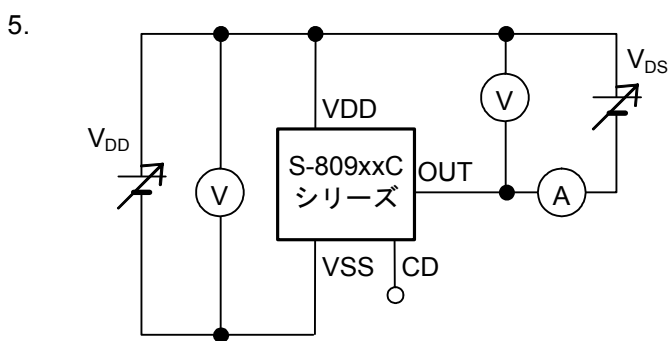 5.
VDS
V
VDD
VDD
S-809xxC
シリーズ
OUT
V
A
VSS
CD